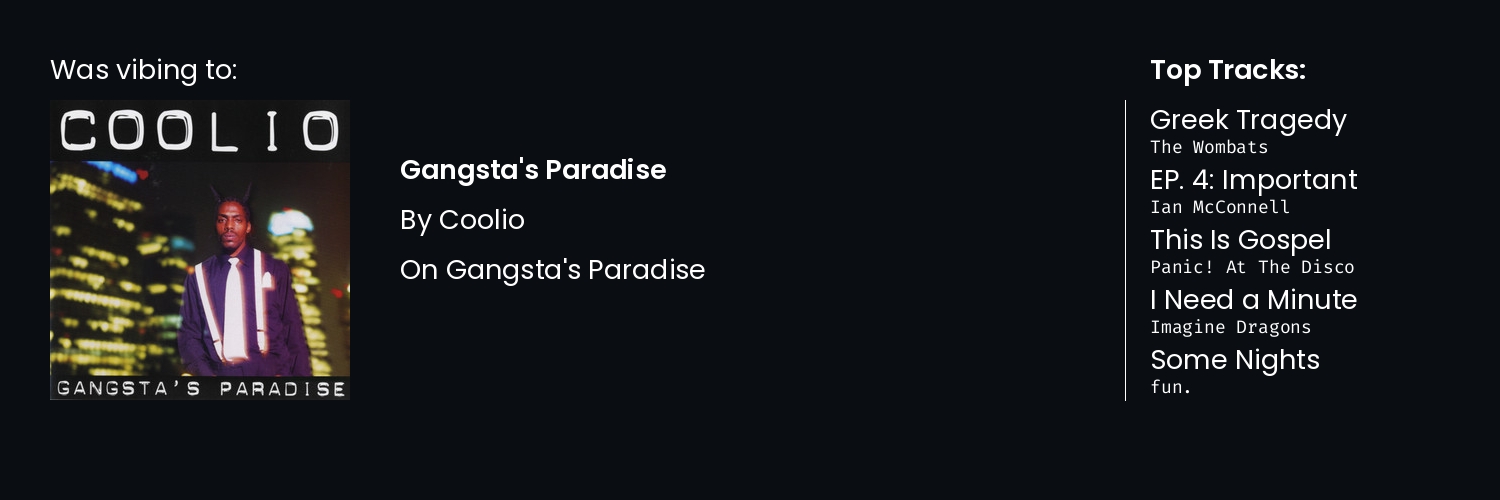 Was vibing to:
COOLIO
GANGSTA'S PARADISE
Gangsta's Paradise
By Coolio
On Gangsta's Paradise
Top Tracks:
Greek Tragedy
The Wombats
EP. 4: Important
Ian McConnell
This Is Gospel
Panic! At The Disco
I Need a Minute
Imagine Dragons
Some Nights
fun.